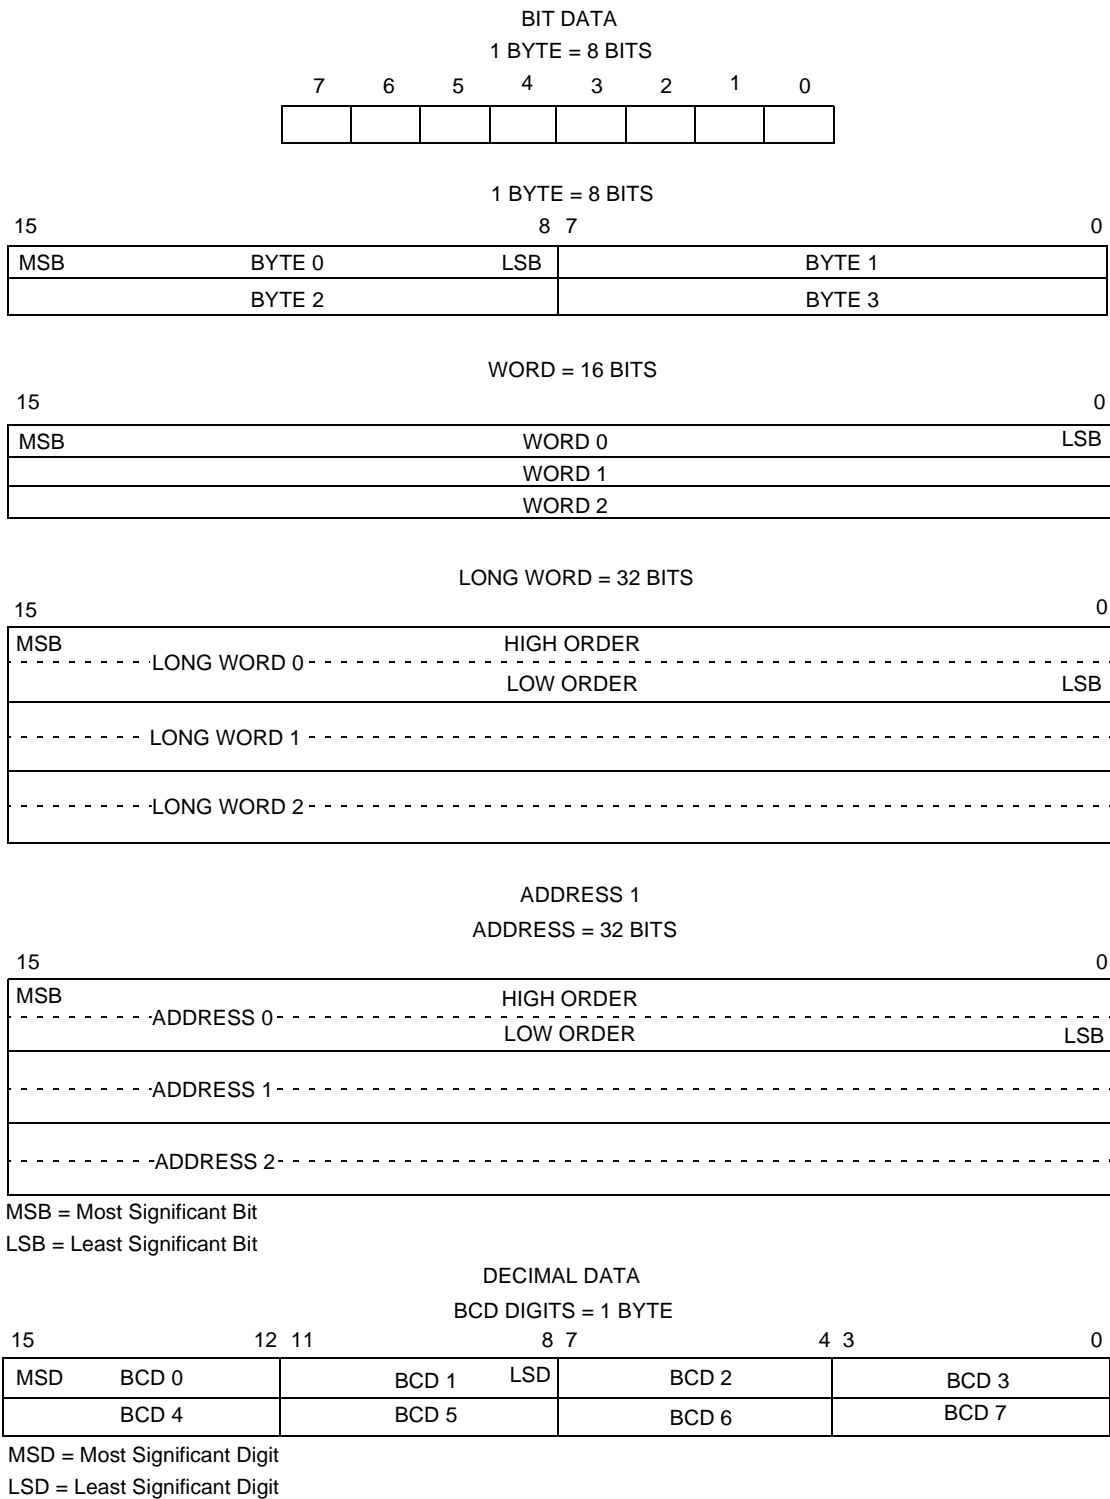 BIT DATA
1 BYTE = 8 BITS
7 6 5 4 3 2 1 0
1 BYTE = 8 BITS
15 8 7 0
MSB BYTE 0 LSB BYTE 1
BYTE 2 BYTE 3
WORD = 16 BITS
15 0
MSB WORD 0 LSB
WORD 1
WORD 2
LONG WORD = 32 BITS
15 0
MSB HIGH ORDER
LONG WORD 0
LOW ORDER LSB
LONG WORD 1
LONG WORD 2
ADDRESS 1
ADDRESS = 32 BITS
15 0
MSB HIGH ORDER
ADDRESS 0
LOW ORDER LSB
ADDRESS 1
ADDRESS 2
MSB = Most Significant Bit
LSB = Least Significant Bit
DECIMAL DATA
BCD DIGITS = 1 BYTE
15 12 11 8 7 4 3 0
MSD BCD 0 BCD 1 LSD BCD 2 BCD 3
BCD 4 BCD 5 BCD 6 BCD 7
MSD = Most Significant Digit
LSD = Least Significant Digit